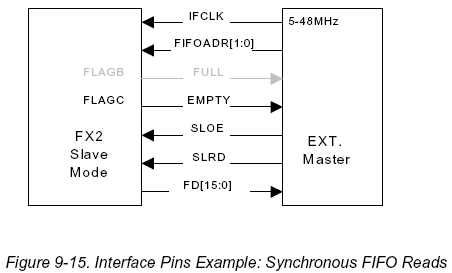 IFCLK
5-48MHz
FIFOADR[1:0]
FLAGB
FULL
FLAGC
EMPTY
SLOE
FX2
Slave
Mode
EXT.
Master
SLRD
FD[15:0]
Figure 9-15. Interface Pins Example: Synchronous FIFO Reads